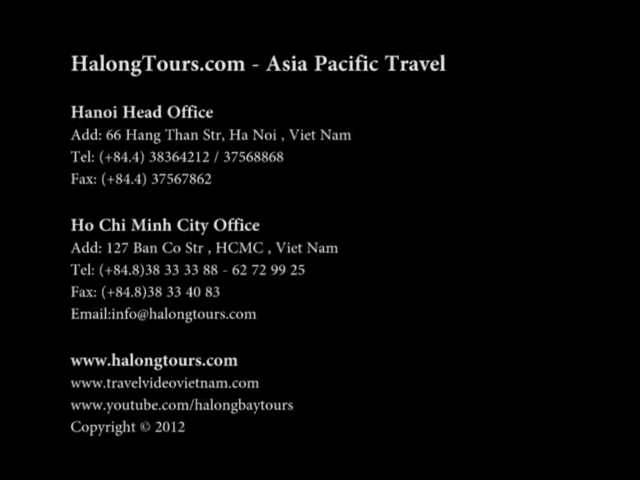 HalongTours.com - Asia Pacific Travel
Hanoi Head Office
Add: 66 Hang Than Str, Ha Noi , Viet Nam
Tel: (+84.4) 38364212 / 37568868
Fax: (+84.4) 37567862
Ho Chi Minh City Office
Add: 127 Ban Co Str , HCMC , Viet Nam
Tel: (+84.8)38 33 33 88 - 62 72 99 25
Fax: (+84.8)38 33 40 83
Email:info@halongtours.com
www.halongtours.com
www.travelvideovietnam.com
www.youtube.com/halongbaytours
Copyright © 2012